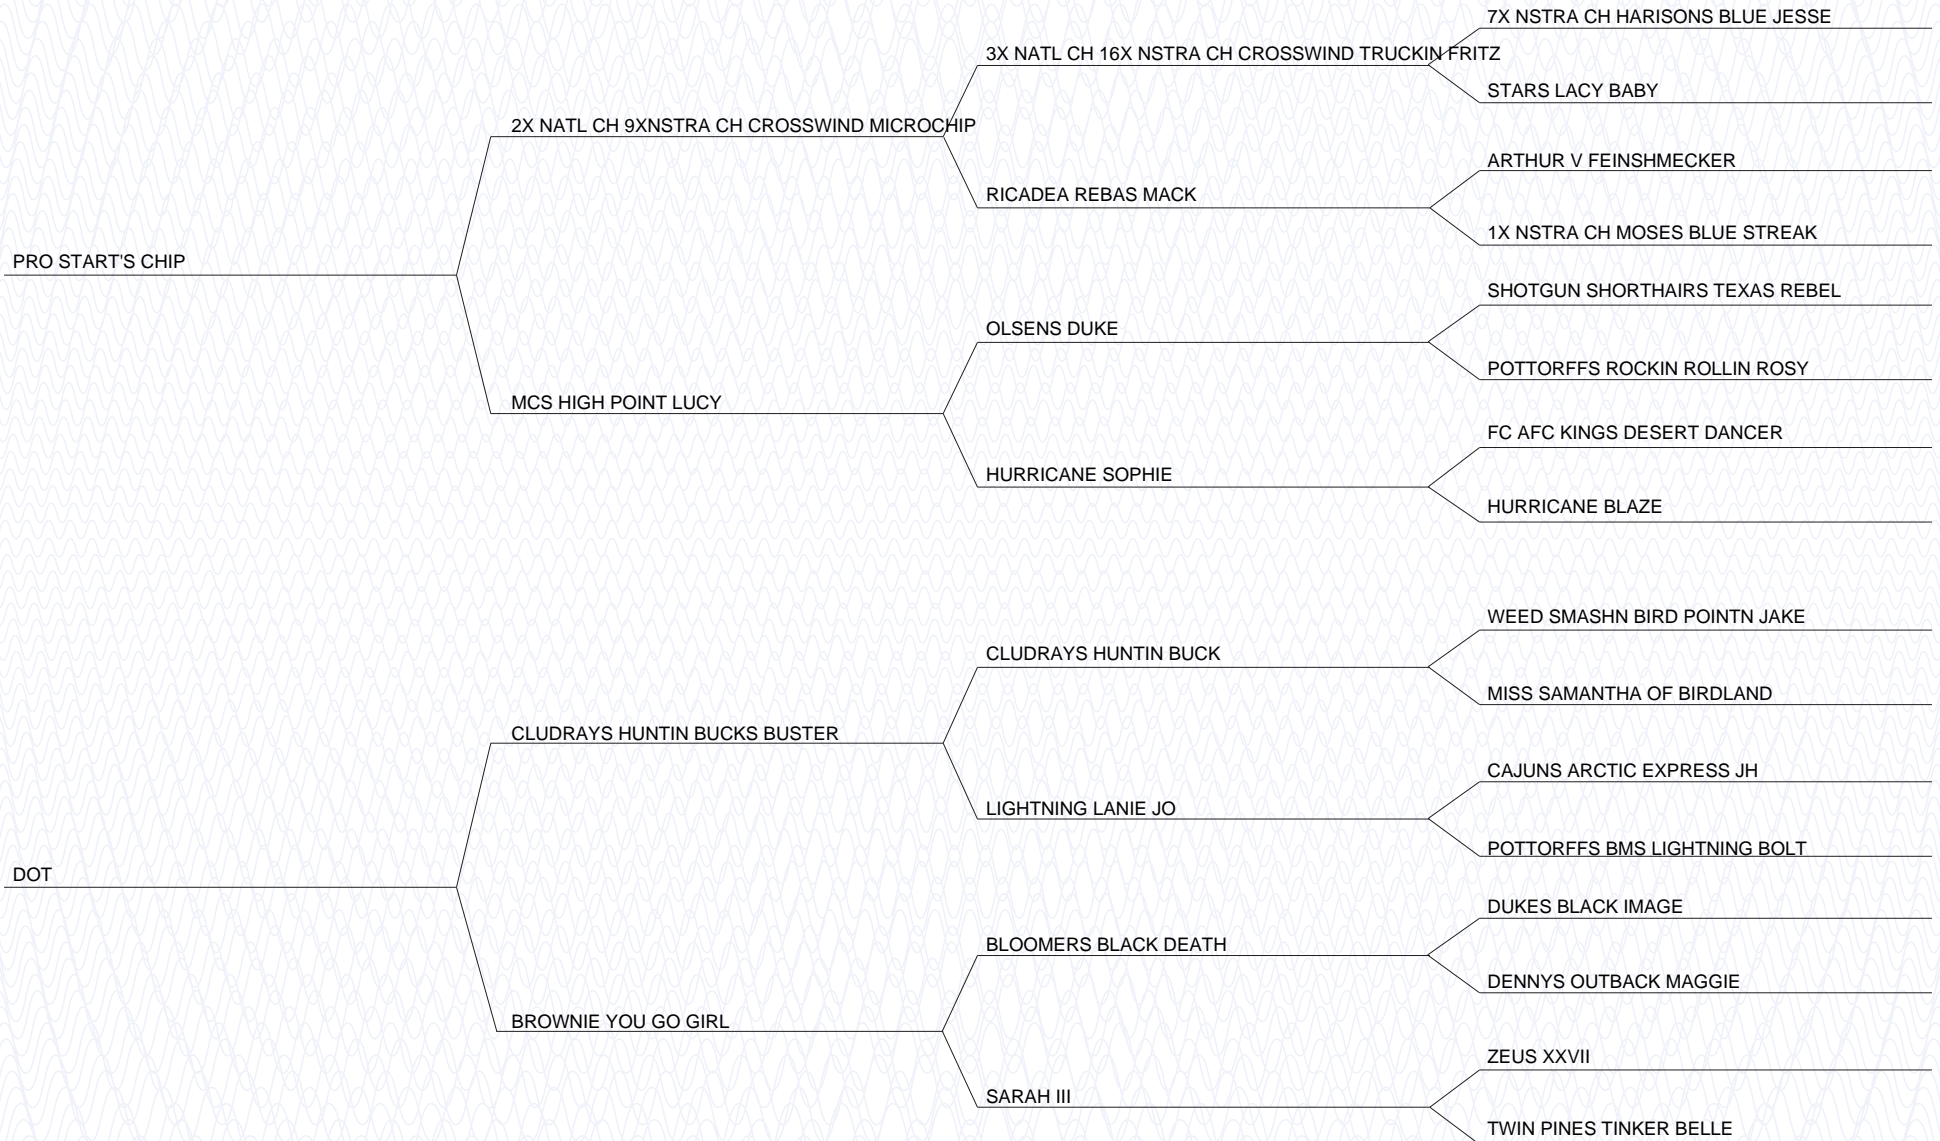 7X NSTRA CH HARISONS BLUE JESSE
3X NATL CH 16X NSTRA CH CROSSWIND TRUCKIN FRITZ
STARS LACY BABY
2X NATL CH 9XNSTRA CH CROSSWIND MICROCHIP
ARTHUR V FEINSHMECKER
RICADEA REBAS MACK
1X NSTRA CH MOSES BLUE STREAK
PRO START'S CHIP
SHOTGUN SHORTHAIRS TEXAS REBEL
OLSENS DUKE
POTTORFFS ROCKIN ROLLIN ROSY
MCS HIGH POINT LUCY
FC AFC KINGS DESERT DANCER
HURRICANE SOPHIE
HURRICANE BLAZE
WEED SMASHN BIRD POINTN JAKE
CLUDRAYS HUNTIN BUCK
MISS SAMANTHA OF BIRDLAND
CLUDRAYS HUNTIN BUCKS BUSTER
CAJUNS ARCTIC EXPRESS JH
LIGHTNING LANIE JO
POTTORFFS BMS LIGHTNING BOLT
DOT
DUKES BLACK IMAGE
BLOOMERS BLACK DEATH
DENNYS OUTBACK MAGGIE
BROWNIE YOU GO GIRL
ZEUS XXVII
SARAH III
TWIN PINES TINKER BELLE